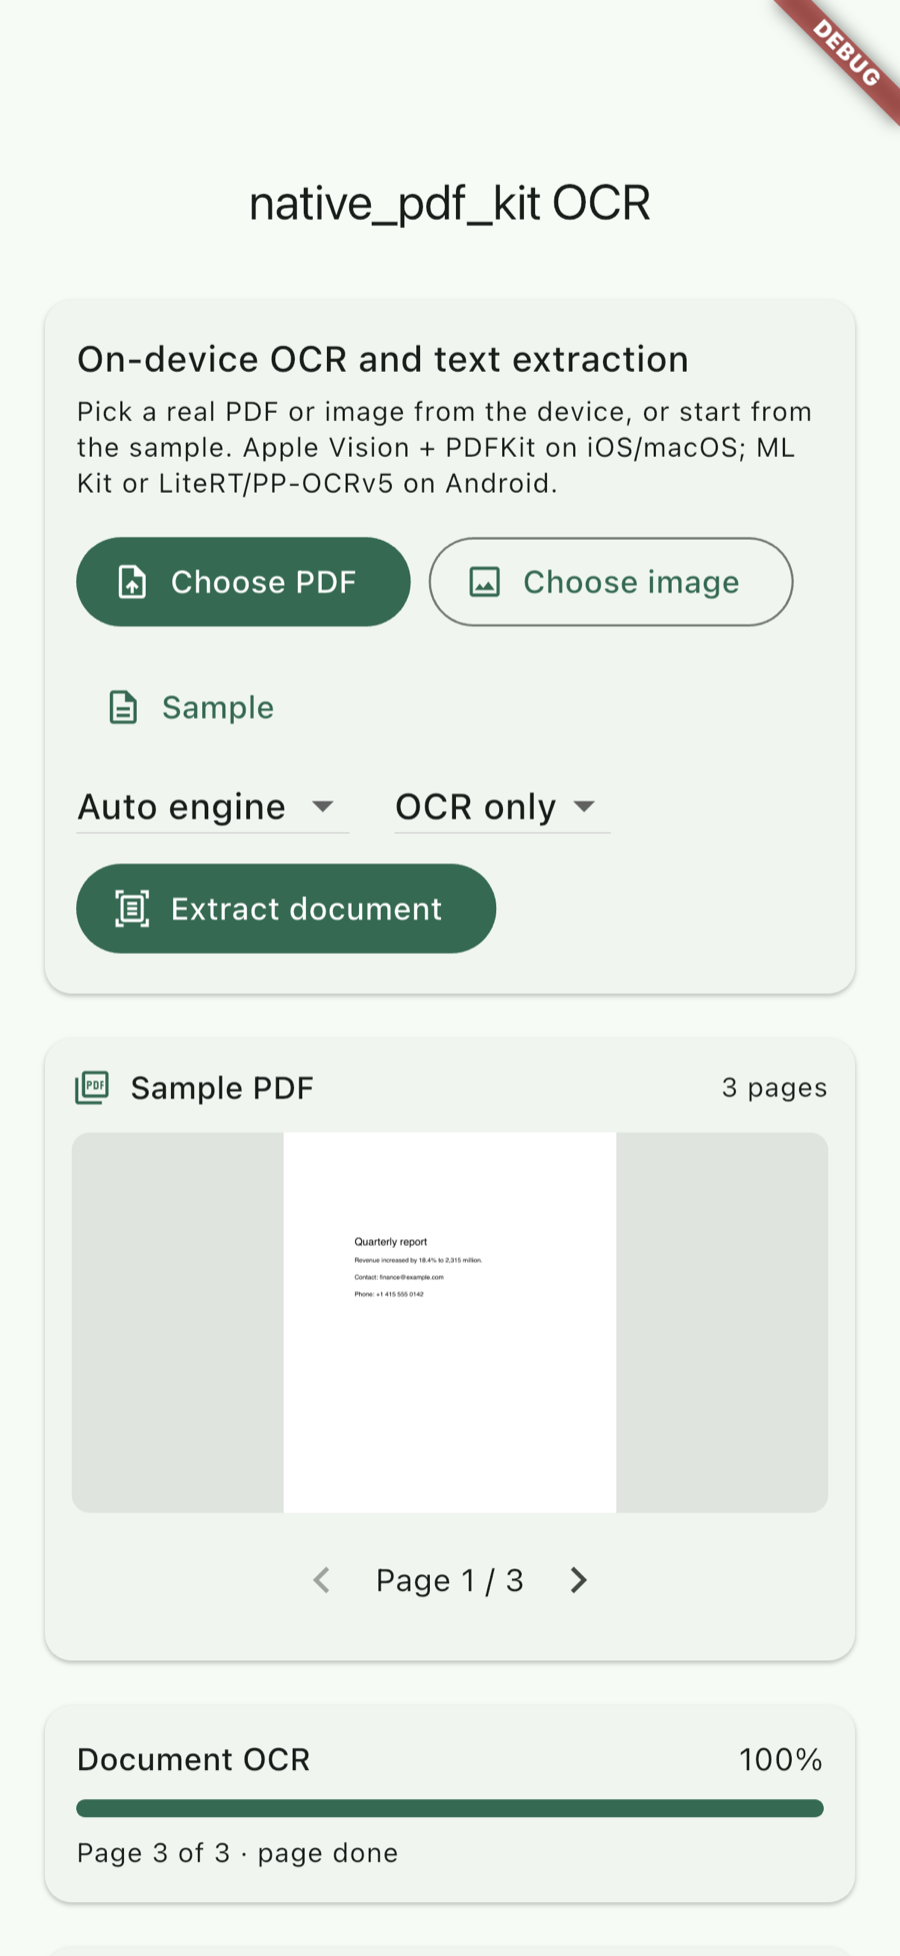 DEBUG
native_pdf_kit OCR
On-device OCR and text extraction
Pick a real PDF or image from the device, or start from
the sample. Apple Vision + PDFKit on iOS/macOS; ML
Kit or LiteRT/PP-OCRv5 on Android.
Choose PDF
Choose image
Sample
Auto engine
OCR only
Extract document
PDF
Sample PDF
3 pages
Quarterly report
Revenue increased by 18.4% to 2,315 million.
Contact: finance@example.com
Phone: +1 415 555 0142
Page 1 / 3
Document OCR
100%
Page 3 of 3 · page done